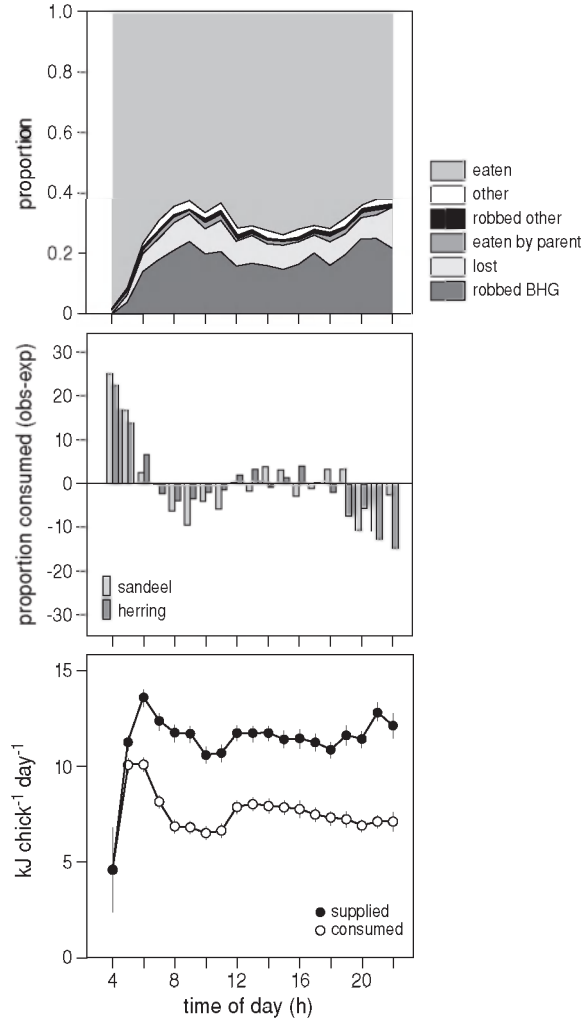 1.0
0.8
0.6
0.4
0.2
0
proportion
eaten
other
robbed other
eaten by parent
lost
robbed BHG
30
20
10
0
-10
-20
-30
proportion consumed (obs-exp)
sandeel
herring
15
10
5
0
kJ chick⁻¹ day⁻¹
supplied
consumed
4 8 12 16 20
time of day (h)